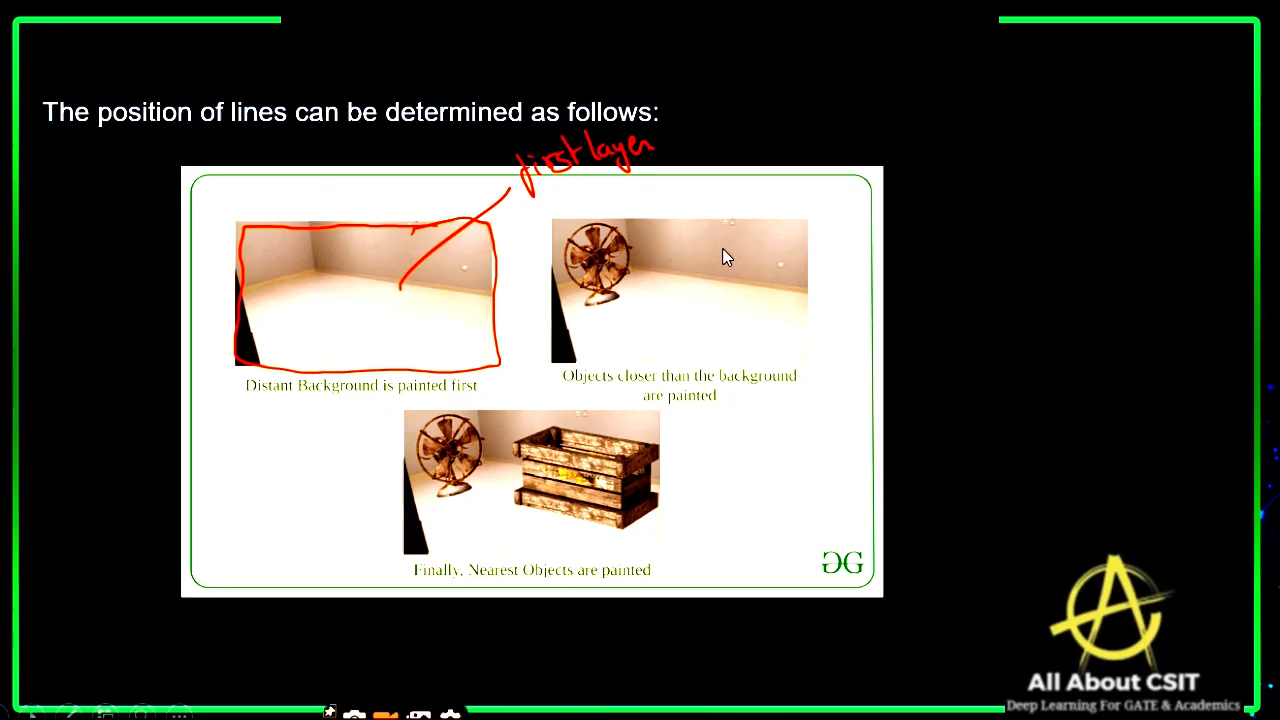 The position of lines can be determined as follows:
first layer
Distant Background is painted first
Objects closer than the background
are painted
Finally, Nearest Objects are painted
GG
All About CSIT
Deep Learning For GATE & Academics